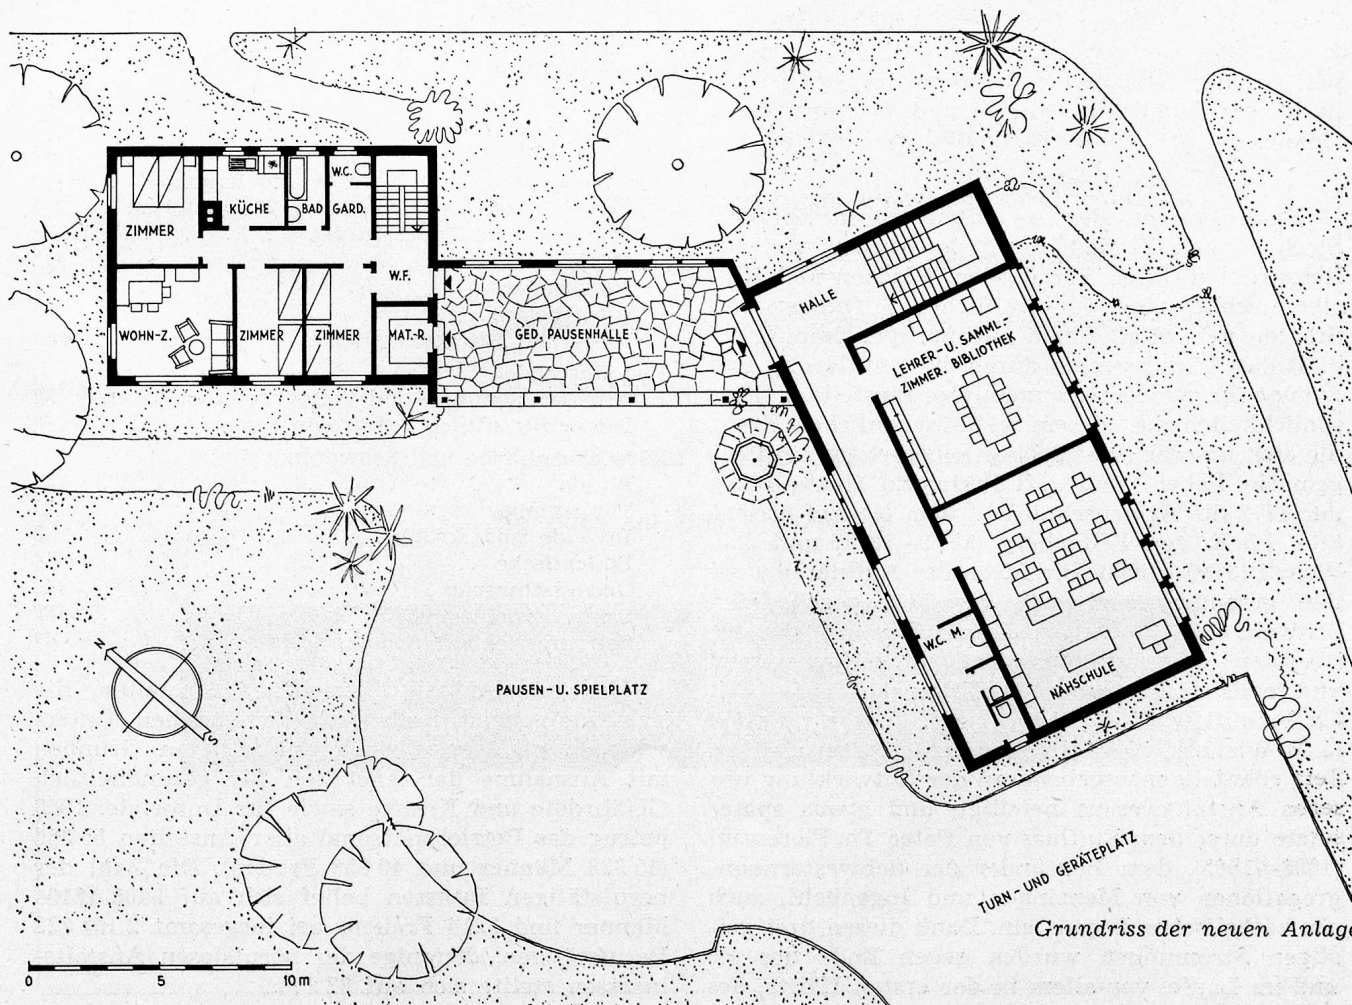 W.C.
KÜCHE
BAD
GARD.
ZIMMER
W.F.
HALLE
WOHN-Z.
ZIMMER
ZIMMER
MAT.-R.
GED. PAUSENHALLE
LEHRER- U. SAMML.-
ZIMMER. BIBLIOTHEK
W.C. M.
NÄHSCHULE
N
S
PAUSEN- U. SPIELPLATZ
TURN- UND GERÄTEPLATZ
Grundriss der neuen Anlage
0 5 10 m